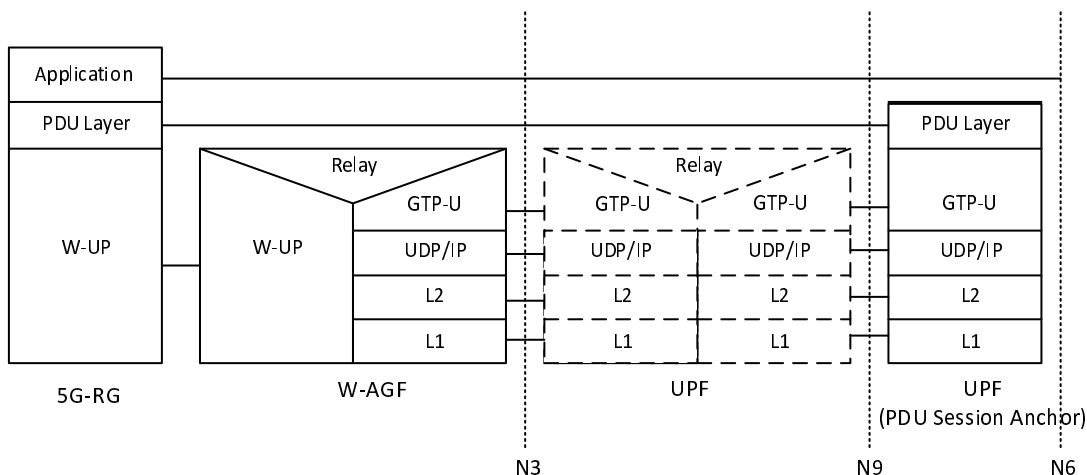 Application
PDU Layer
PDU Layer
Relay
Relay
GTP-U
GTP-U
GTP-U
GTP-U
W-UP
W-UP
UDP/IP
UDP/IP
UDP/IP
UDP/IP
L2
L2
L2
L2
L1
L1
L1
L1
5G-RG
W-AGF
UPF
UPF
(PDU Session Anchor)
N3
N9
N6